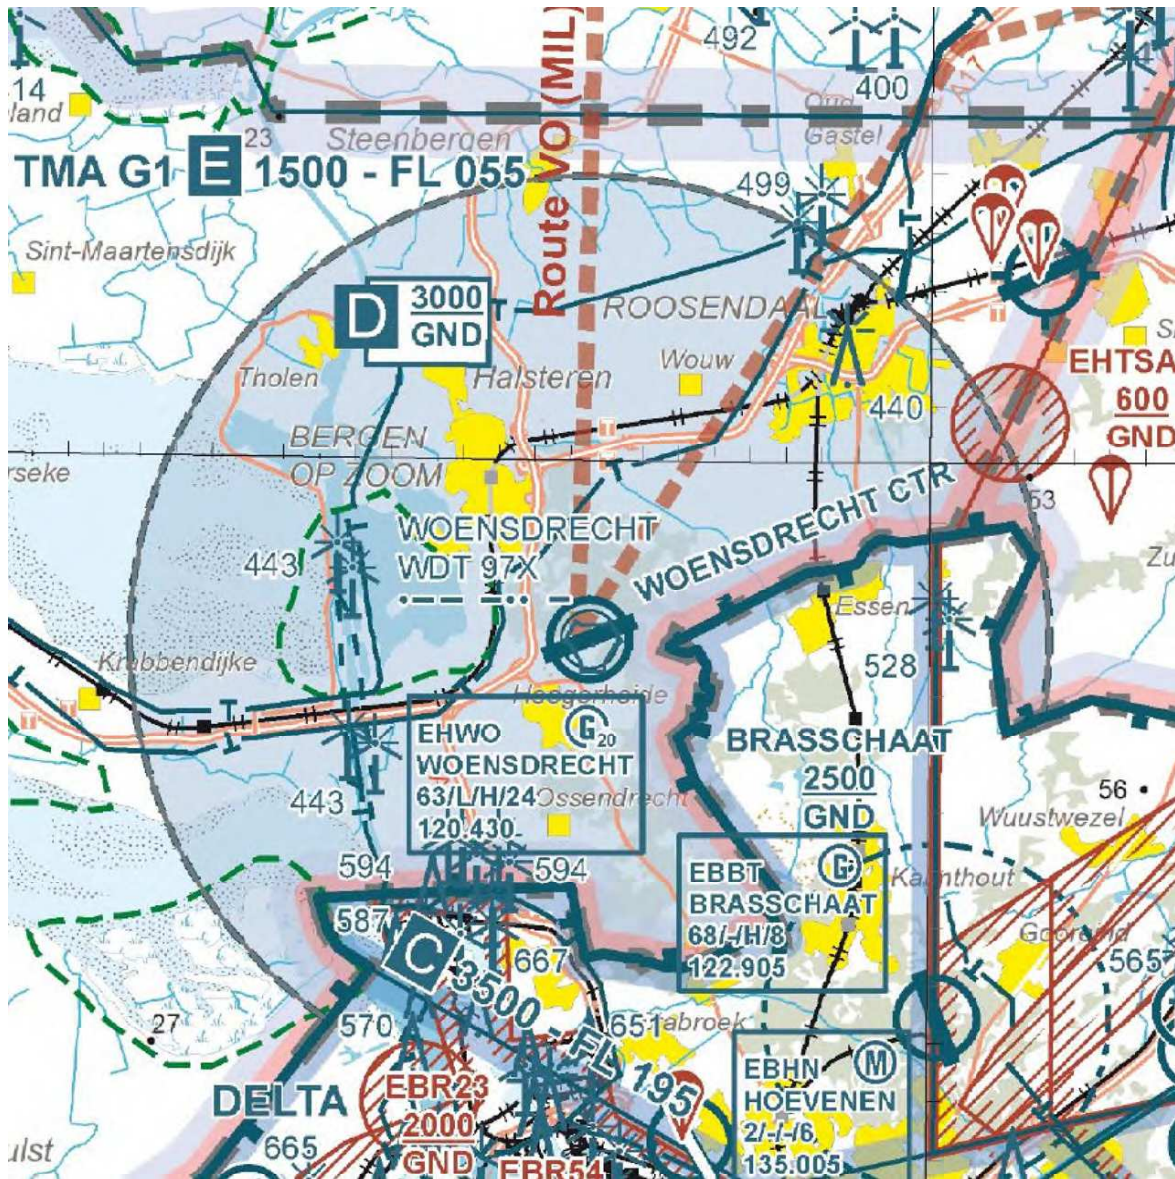 492
400
14
eland
23
Steenbergen
Oud
Gastel
Route VO (MIL)
TMA G1 E 1500 - FL 055
499
Sint-Maartensdijk
D 3000
GND
ROOSENDAAL
Tholen
Halsteren
Wouw
EHTSA
600
GND
440
BERGEN
OP ZOOM
erseke
53
WOENSDRECHT
WDT 97X
WOENSDRECHT CTR
443
Essen
528
Krabbendijke
Hoogerheide
EHWO G 20
WOENSDRECHT
63/L/H/24
120.430
Ossendrecht
443
BRASSCHAAT
2500
GND
56
Wuustwezel
594
594
EBBT G
BRASSCHAAT
68/-/H/8
122.905
Kalmthout
587
C 3500 - FL 195
667
565
570
651
27
EBHN M
HOEVENEN
2/-/-/6
135.005
DELTA
EBR23
2000
GND
665
EBR54
ulst